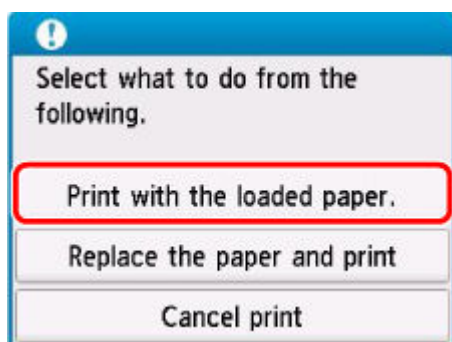 Select what to do from the
following.
Print with the loaded paper.
Replace the paper and print
Cancel print